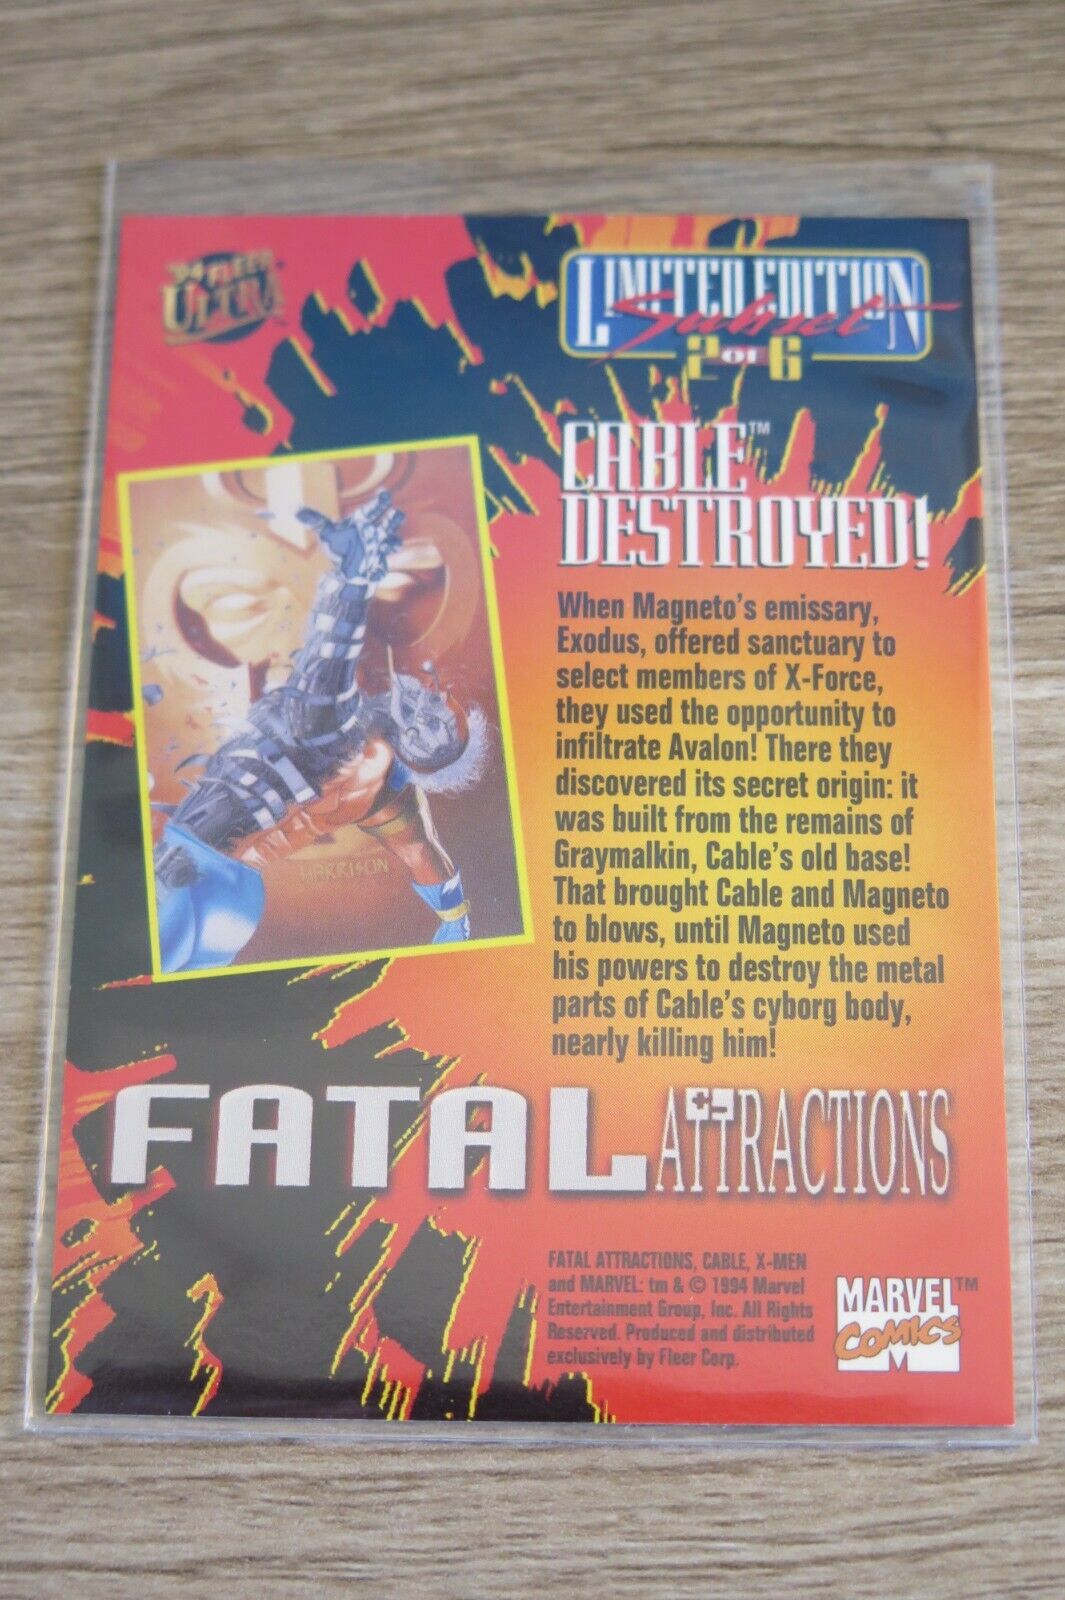 '94 FLEER
ULTRA
LIMITED EDITION
Subset
2 OF 6
CABLE™
DESTROYED!
When Magneto's emissary,
Exodus, offered sanctuary to
select members of X-Force,
they used the opportunity to
infiltrate Avalon! There they
discovered its secret origin: it
was built from the remains of
Graymalkin, Cable's old base!
That brought Cable and Magneto
to blows, until Magneto used
his powers to destroy the metal
parts of Cable's cyborg body,
nearly killing him!
HARRISON
FATAL ATTRACTIONS
FATAL ATTRACTIONS, CABLE, X-MEN
and MARVEL: tm & © 1994 Marvel
Entertainment Group, Inc. All Rights
Reserved. Produced and distributed
exclusively by Fleer Corp.
MARVEL™
COMICS
M